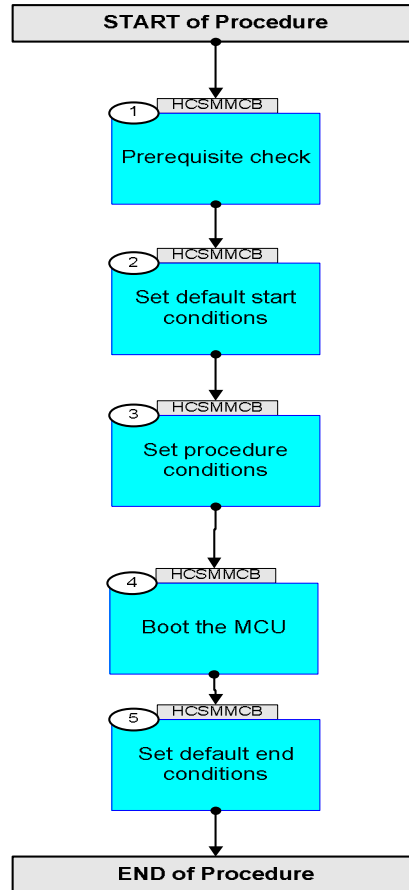 START of Procedure
HCSMMCB
1
Prerequisite check
HCSMMCB
2
Set default start
conditions
HCSMMCB
3
Set procedure
conditions
HCSMMCB
4
Boot the MCU
HCSMMCB
5
Set default end
conditions
END of Procedure